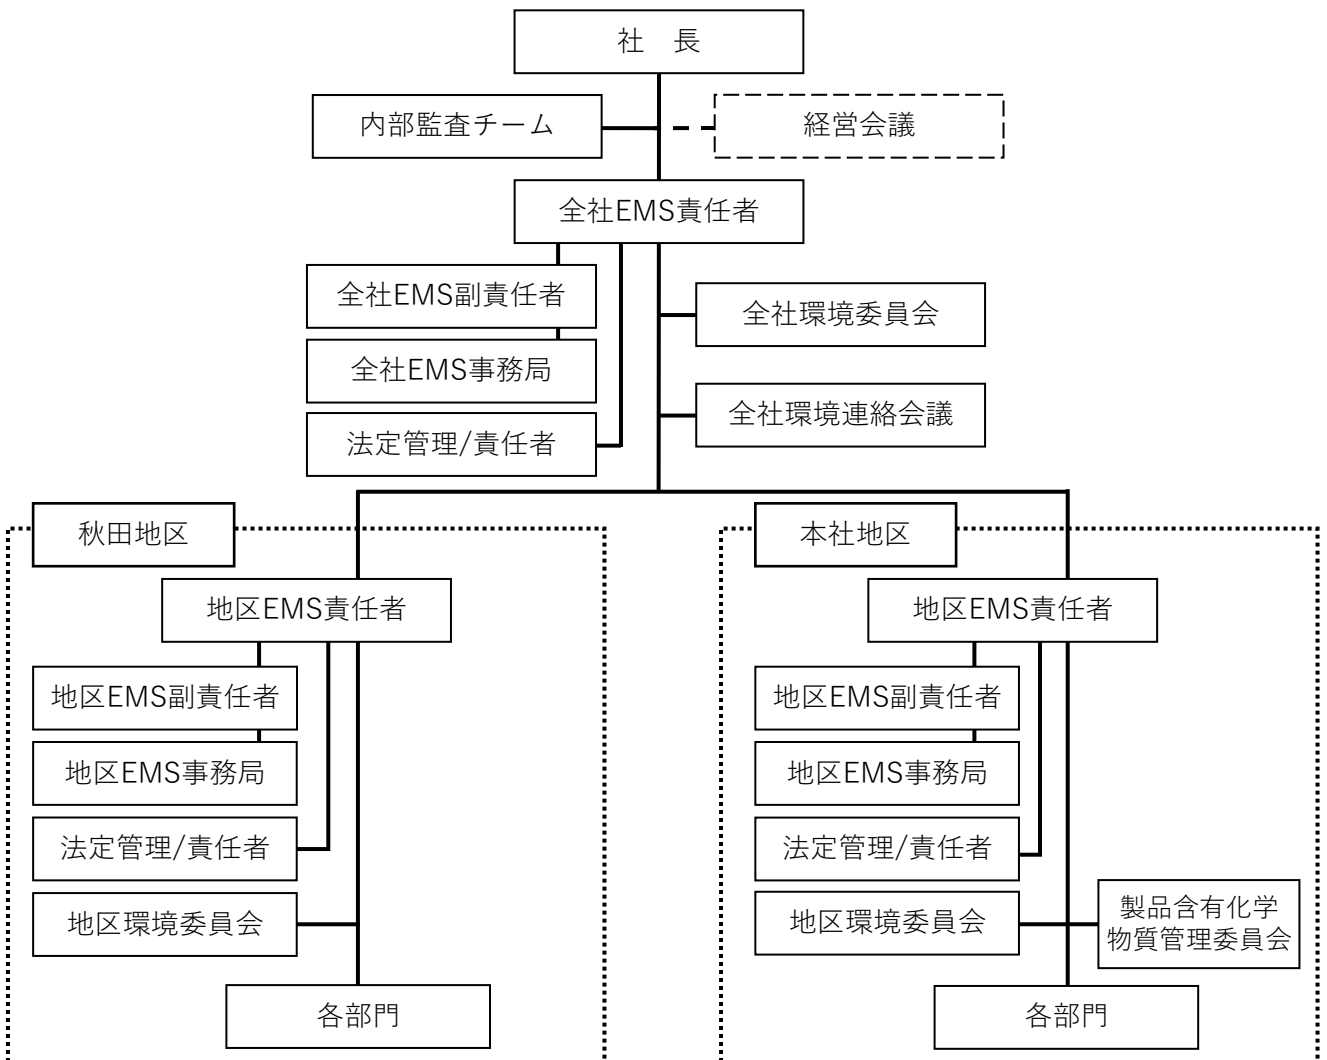 社　長
内部監査チーム
経営会議
全社EMS責任者
全社EMS副責任者
全社環境委員会
全社EMS事務局
全社環境連絡会議
法定管理/責任者
秋田地区
地区EMS責任者
地区EMS副責任者
地区EMS事務局
法定管理/責任者
地区環境委員会
各部門
本社地区
地区EMS責任者
地区EMS副責任者
地区EMS事務局
法定管理/責任者
地区環境委員会
製品含有化学
物質管理委員会
各部門